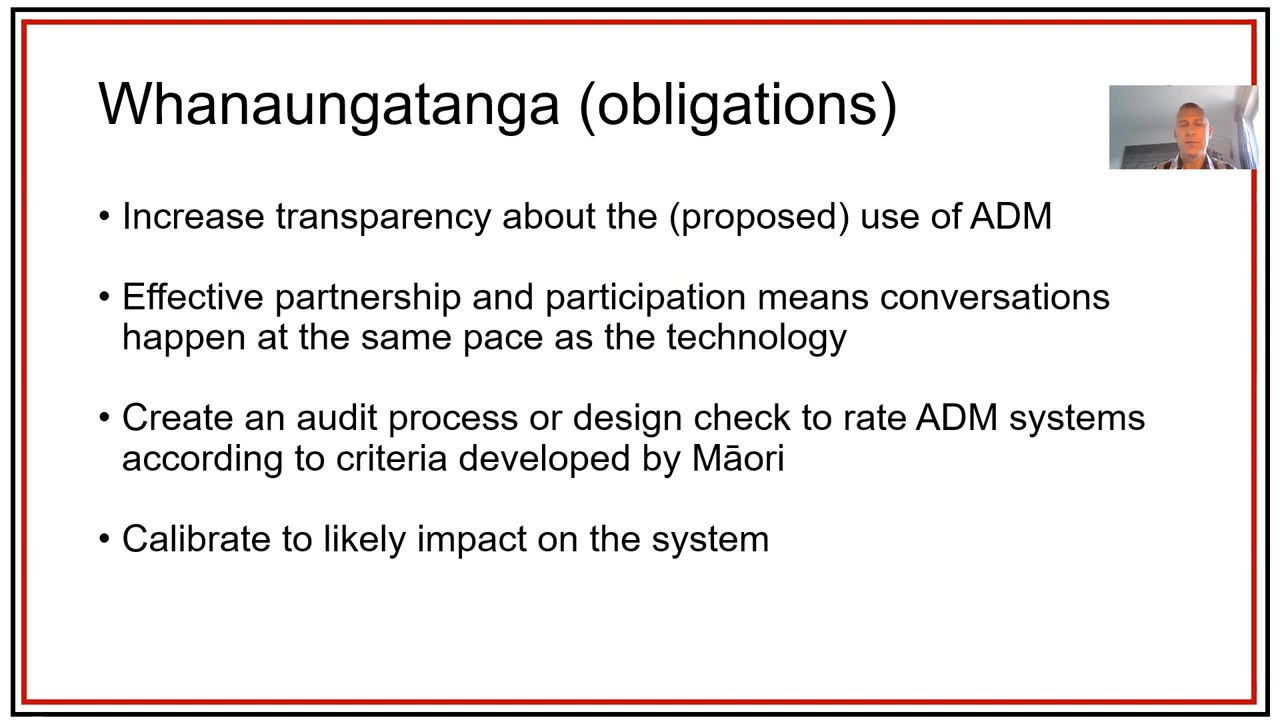 Whanaungatanga (obligations)
• Increase transparency about the (proposed) use of ADM
• Effective partnership and participation means conversations
happen at the same pace as the technology
• Create an audit process or design check to rate ADM systems
according to criteria developed by Māori
• Calibrate to likely impact on the system